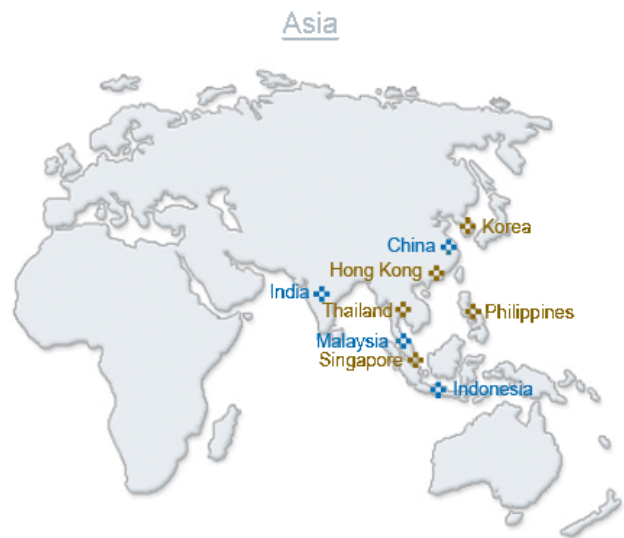 Asia
Korea
China
Hong Kong
India
Thailand
Philippines
Malaysia
Singapore
Indonesia